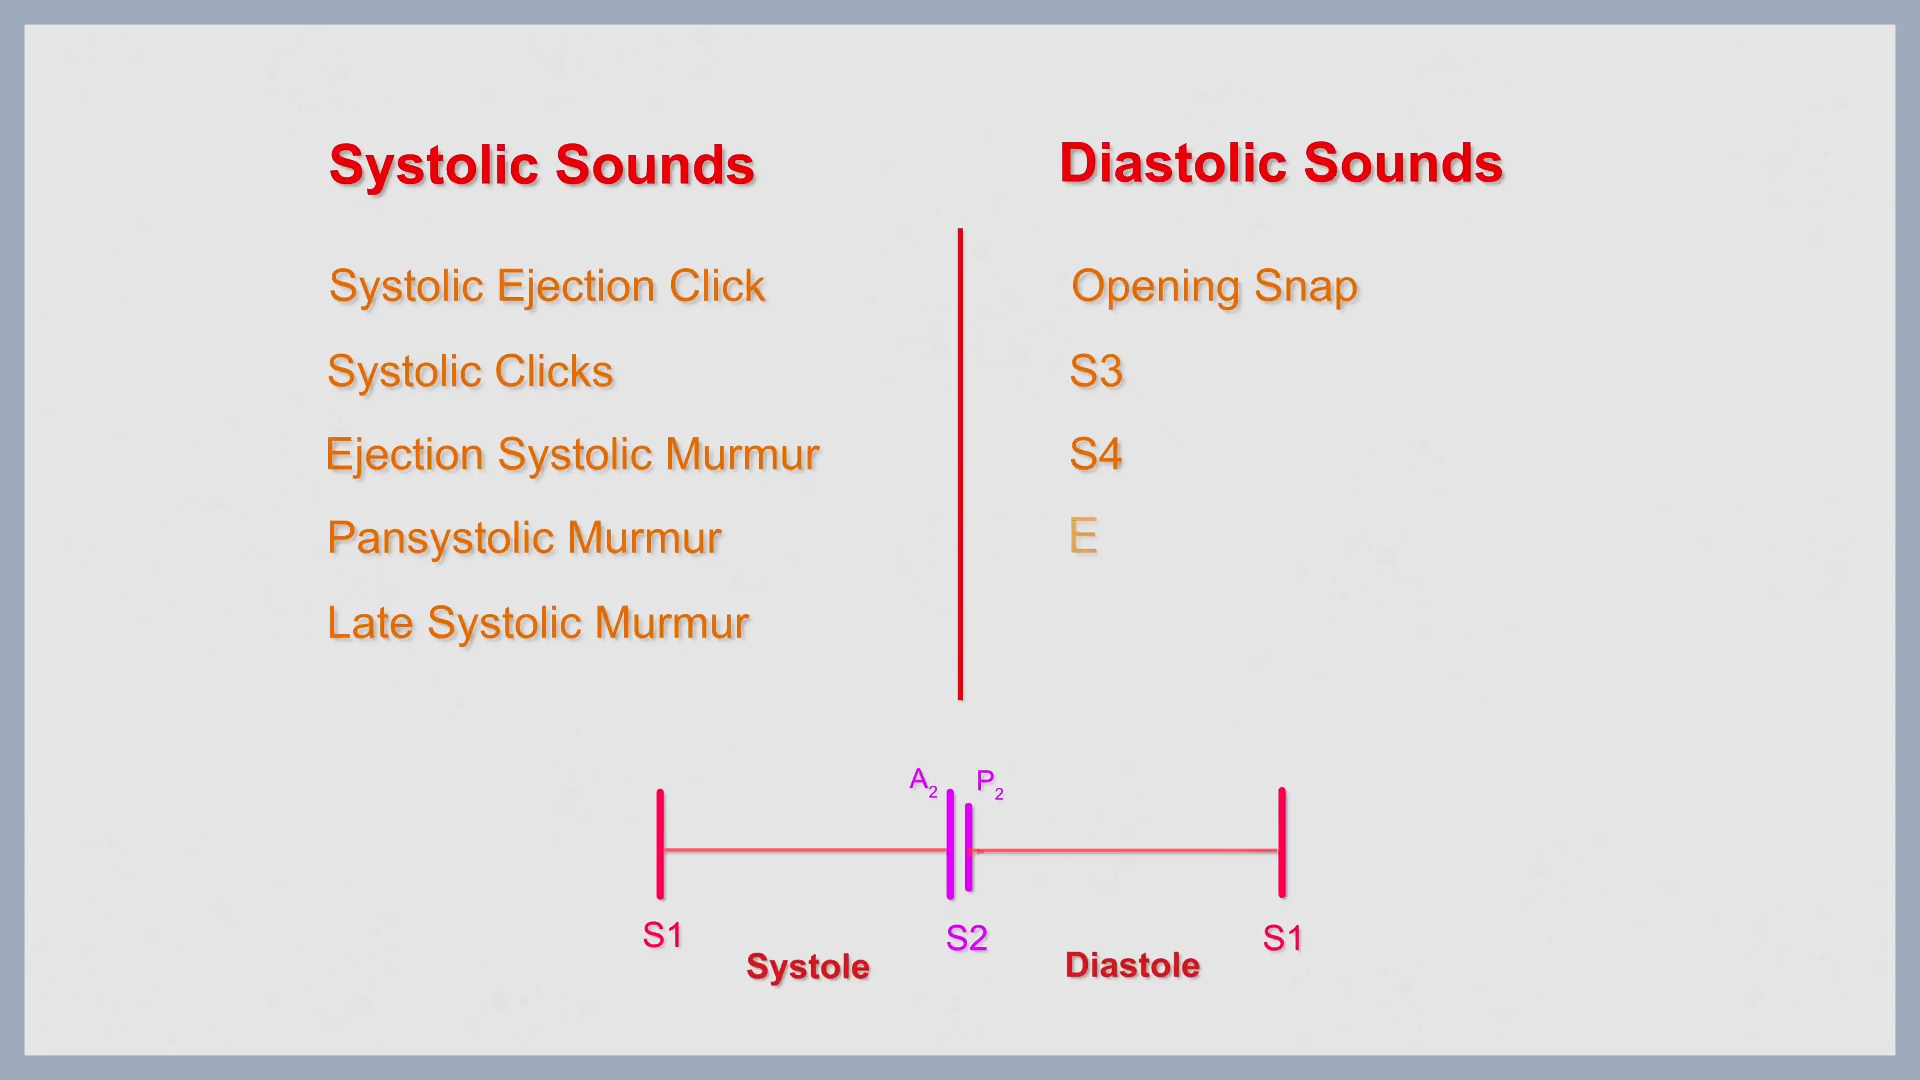 Systolic Sounds
Systolic Ejection Click
Systolic Clicks
Ejection Systolic Murmur
Pansystolic Murmur
Late Systolic Murmur
Diastolic Sounds
Opening Snap
S3
S4
E
A2 P2
S1 S2 S1
Systole Diastole